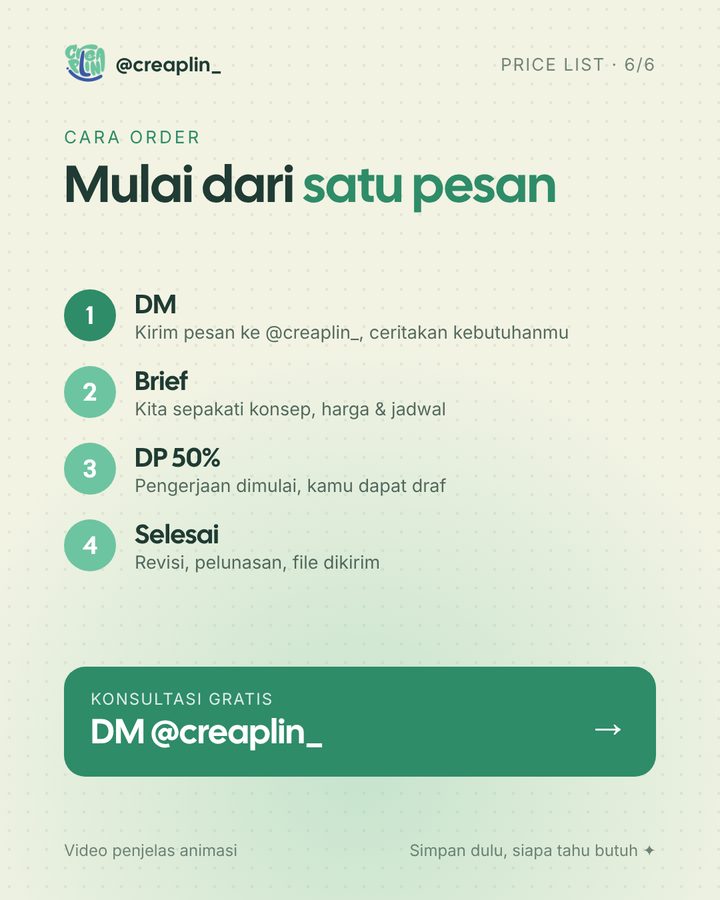 CREAPLIN
@creaplin_
PRICE LIST · 6/6
CARA ORDER
Mulai dari satu pesan
1
DM
Kirim pesan ke @creaplin_, ceritakan kebutuhanmu
2
Brief
Kita sepakati konsep, harga & jadwal
3
DP 50%
Pengerjaan dimulai, kamu dapat draf
4
Selesai
Revisi, pelunasan, file dikirim
KONSULTASI GRATIS
DM @creaplin_
→
Video penjelas animasi
Simpan dulu, siapa tahu butuh ✦